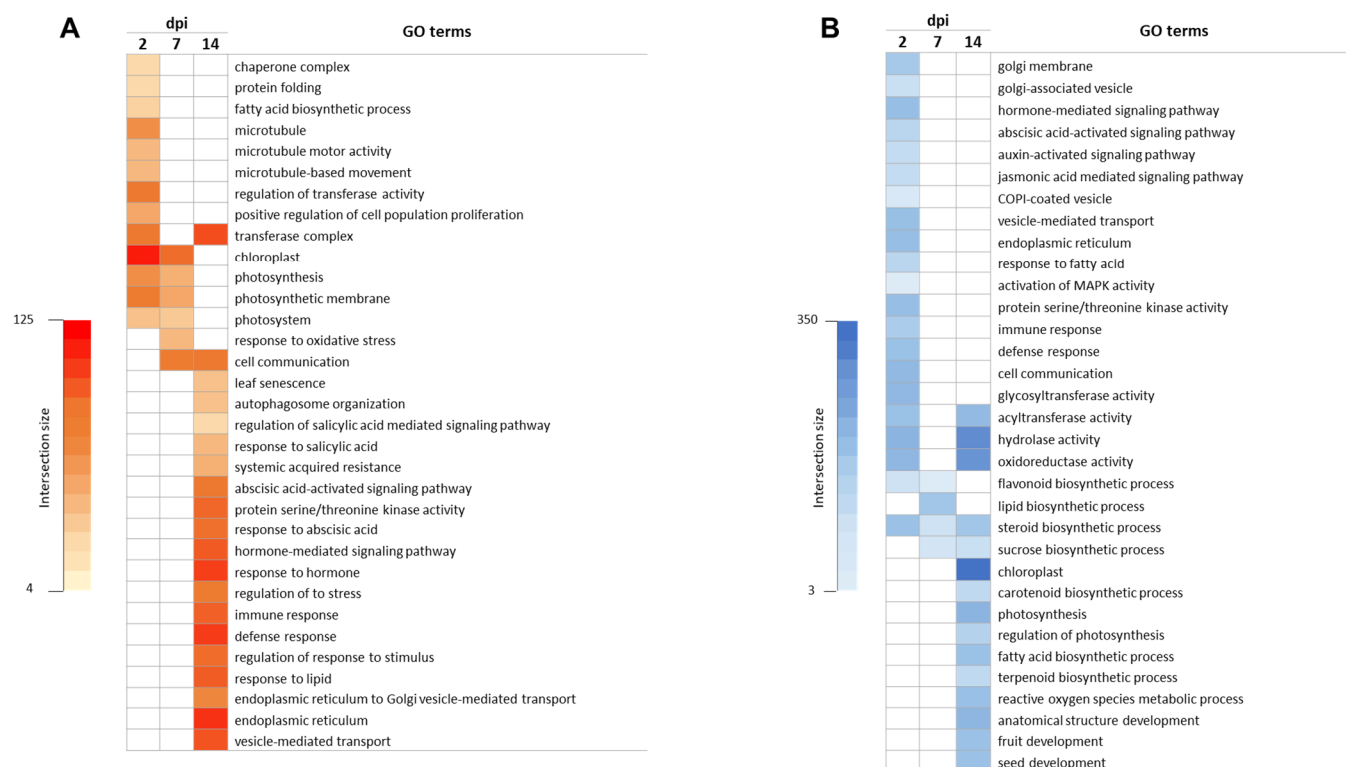 A
dpi
GO terms
2 7 14
chaperone complex
protein folding
fatty acid biosynthetic process
microtubule
microtubule motor activity
microtubule-based movement
regulation of transferase activity
positive regulation of cell population proliferation
transferase complex
chloroplast
photosynthesis
photosynthetic membrane
photosystem
response to oxidative stress
cell communication
leaf senescence
autophagosome organization
regulation of salicylic acid mediated signaling pathway
response to salicylic acid
systemic acquired resistance
abscisic acid-activated signaling pathway
protein serine/threonine kinase activity
response to abscisic acid
hormone-mediated signaling pathway
response to hormone
regulation of to stress
immune response
defense response
regulation of response to stimulus
response to lipid
endoplasmic reticulum to Golgi vesicle-mediated transport
endoplasmic reticulum
vesicle-mediated transport
125
Intersection size
4
B
dpi
GO terms
2 7 14
golgi membrane
golgi-associated vesicle
hormone-mediated signaling pathway
abscisic acid-activated signaling pathway
auxin-activated signaling pathway
jasmonic acid mediated signaling pathway
COPI-coated vesicle
vesicle-mediated transport
endoplasmic reticulum
response to fatty acid
activation of MAPK activity
protein serine/threonine kinase activity
immune response
defense response
cell communication
glycosyltransferase activity
acyltransferase activity
hydrolase activity
oxidoreductase activity
flavonoid biosynthetic process
lipid biosynthetic process
steroid biosynthetic process
sucrose biosynthetic process
chloroplast
carotenoid biosynthetic process
photosynthesis
regulation of photosynthesis
fatty acid biosynthetic process
terpenoid biosynthetic process
reactive oxygen species metabolic process
anatomical structure development
fruit development
seed development
350
Intersection size
3